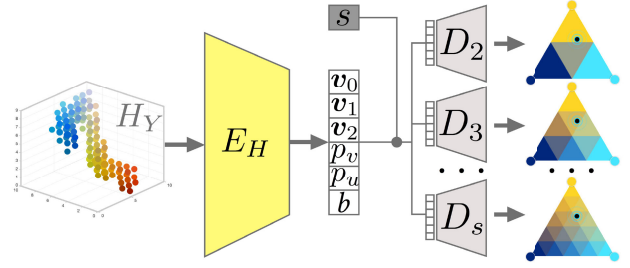 s
H_Y
E_H
v_0
v_1
v_2
p_v
p_u
b
D_2
D_3
• • •
D_s
• • •